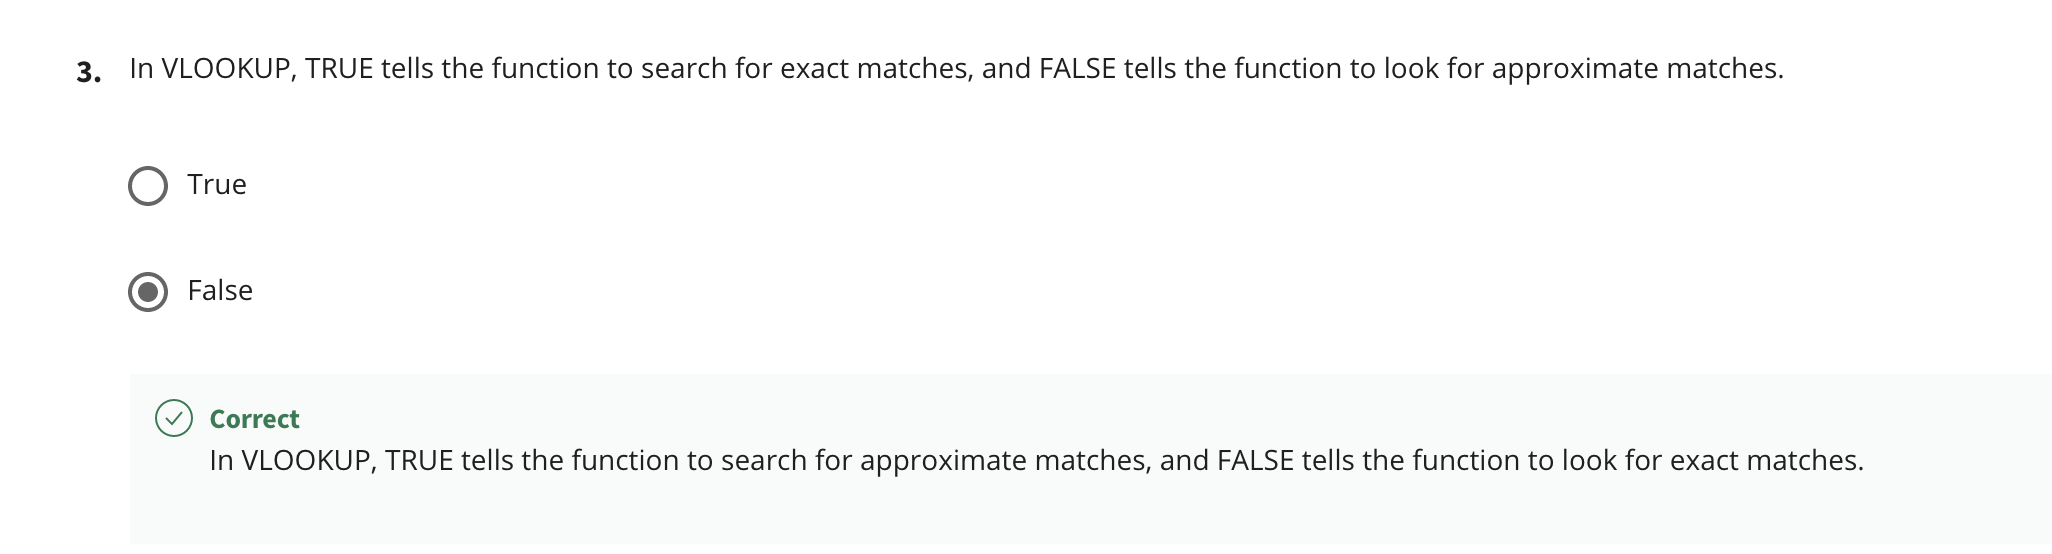 3. In VLOOKUP, TRUE tells the function to search for exact matches, and FALSE tells the function to look for approximate matches.
True
False
Correct
In VLOOKUP, TRUE tells the function to search for approximate matches, and FALSE tells the function to look for exact matches.